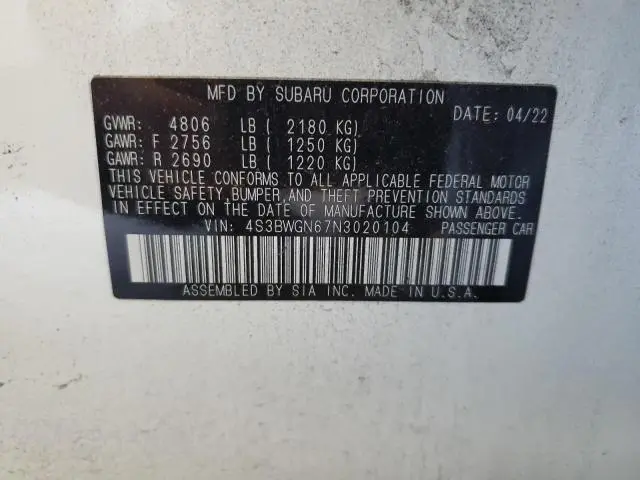 MFD BY SUBARU CORPORATION
DATE: 04/22
GVWR: 4806 LB ( 2180 KG)
GAWR: F 2756 LB ( 1250 KG)
GAWR: R 2690 LB ( 1220 KG)
THIS VEHICLE CONFORMS TO ALL APPLICABLE FEDERAL MOTOR
VEHICLE SAFETY,BUMPER,AND THEFT PREVENTION STANDARDS
IN EFFECT ON THE DATE OF MANUFACTURE SHOWN ABOVE.
VIN: 4S3BWGN67N3020104 PASSENGER CAR
ASSEMBLED BY SIA INC. MADE IN U.S.A.